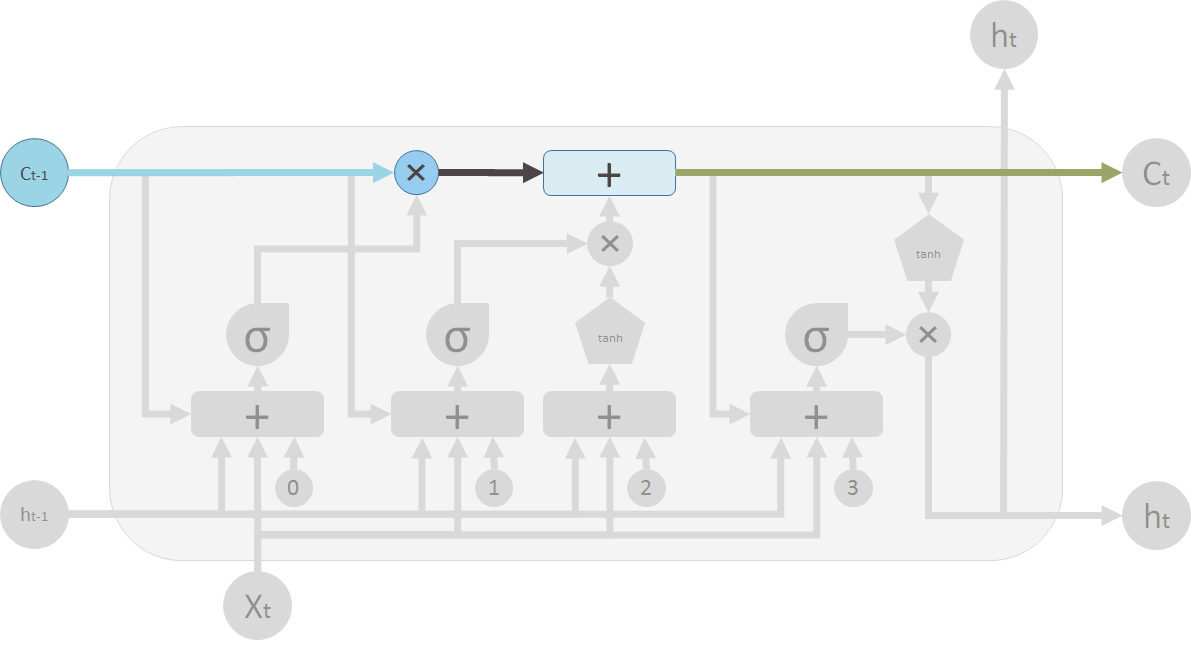 ht
Ct-1
×
+
Ct
×
tanh
σ
σ
tanh
σ
×
+
+
+
+
0
1
2
3
ht-1
ht
Xt